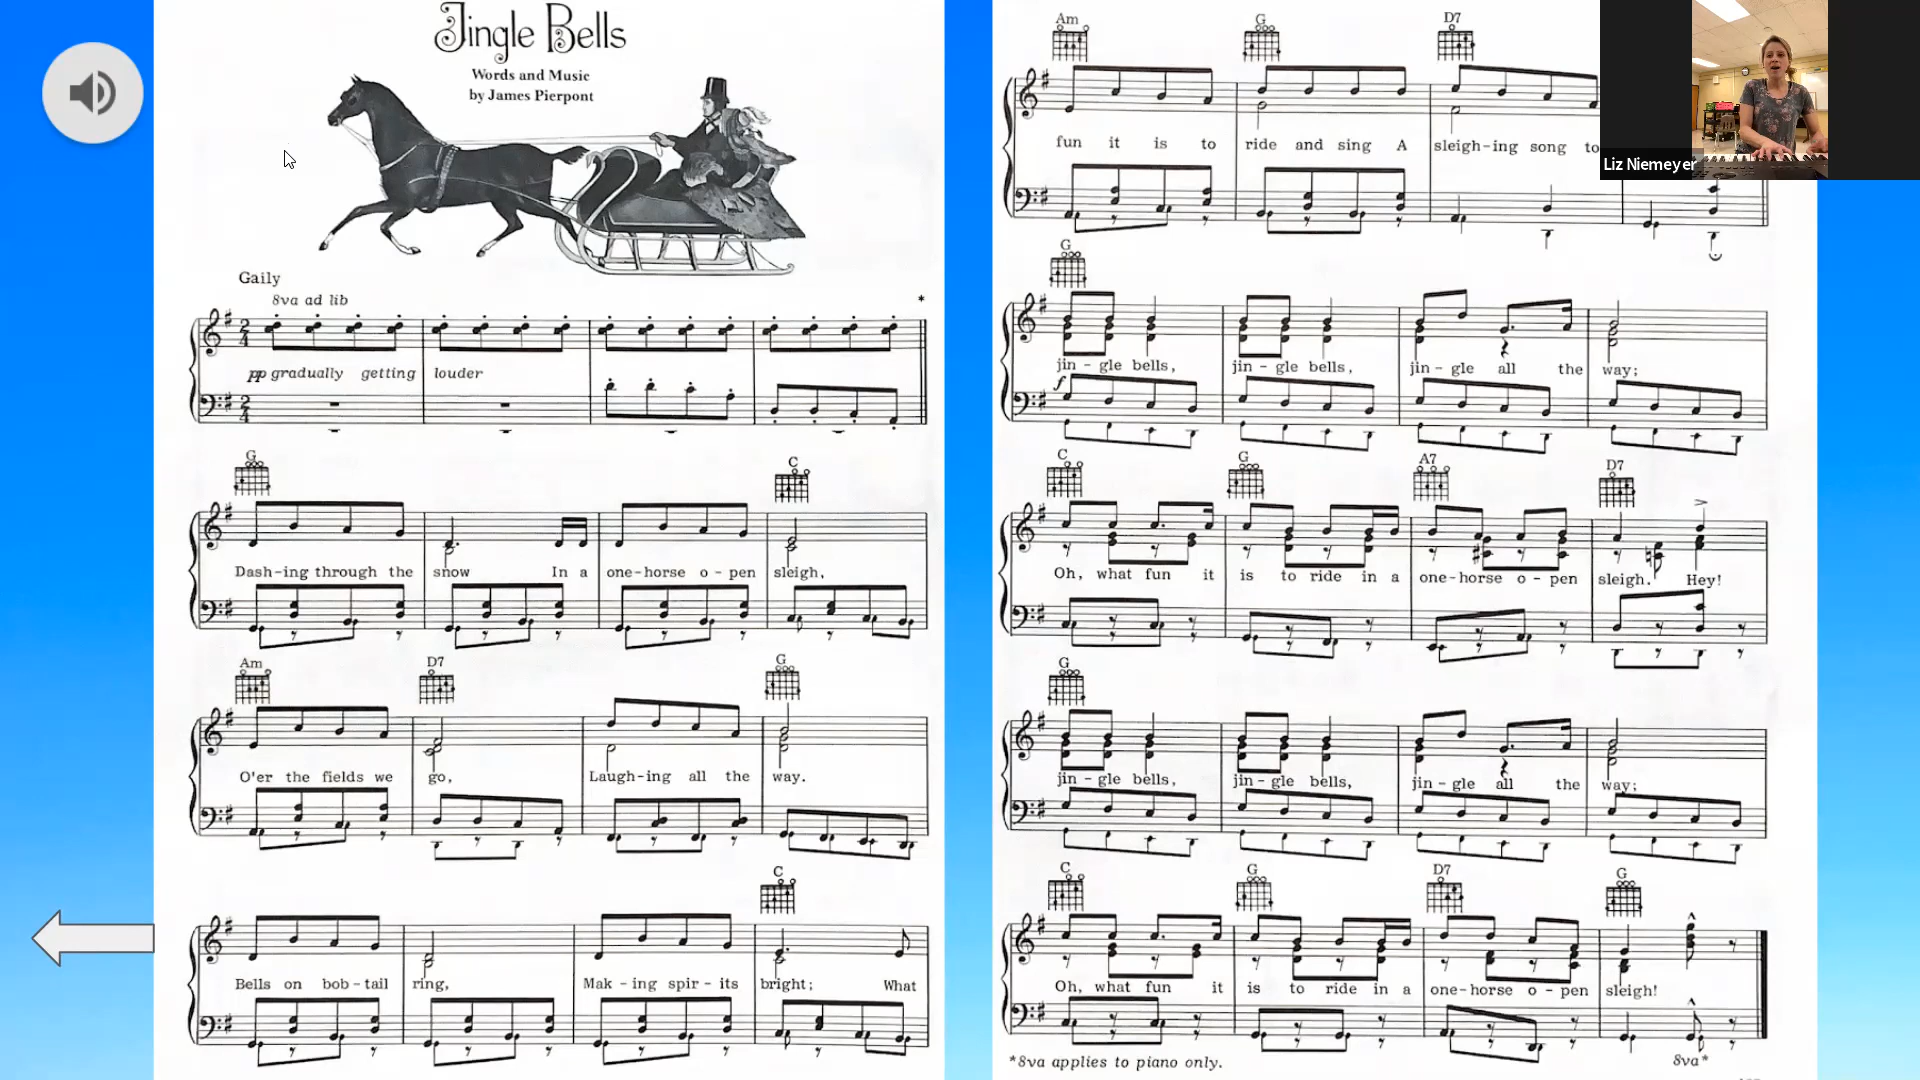 Jingle Bells
Words and Music
by James Pierpont
Gaily
8va ad lib
*
2
4
pp gradually getting louder
2
4
G C
Dash-ing through the snow In a one-horse o-pen sleigh,
Am D7 G
O'er the fields we go, Laugh-ing all the way.
C
Bells on bob-tail ring, Mak-ing spir-its bright; What
Am G D7
fun it is to ride and sing A sleigh-ing song to
G
jin-gle bells, jin-gle bells, jin-gle all the way;
f
C G A7 D7
Oh, what fun it is to ride in a one-horse o-pen sleigh. Hey!
G
jin-gle bells, jin-gle bells, jin-gle all the way;
C G D7 G
Oh, what fun it is to ride in a one-horse o-pen sleigh!
*8va applies to piano only. 8va*
Liz Niemeyer